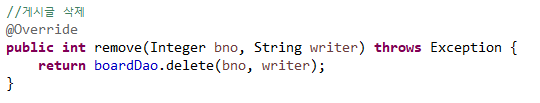 //게시글 삭제
@Override
public int remove(Integer bno, String writer) throws Exception {
    return boardDao.delete(bno, writer);
}